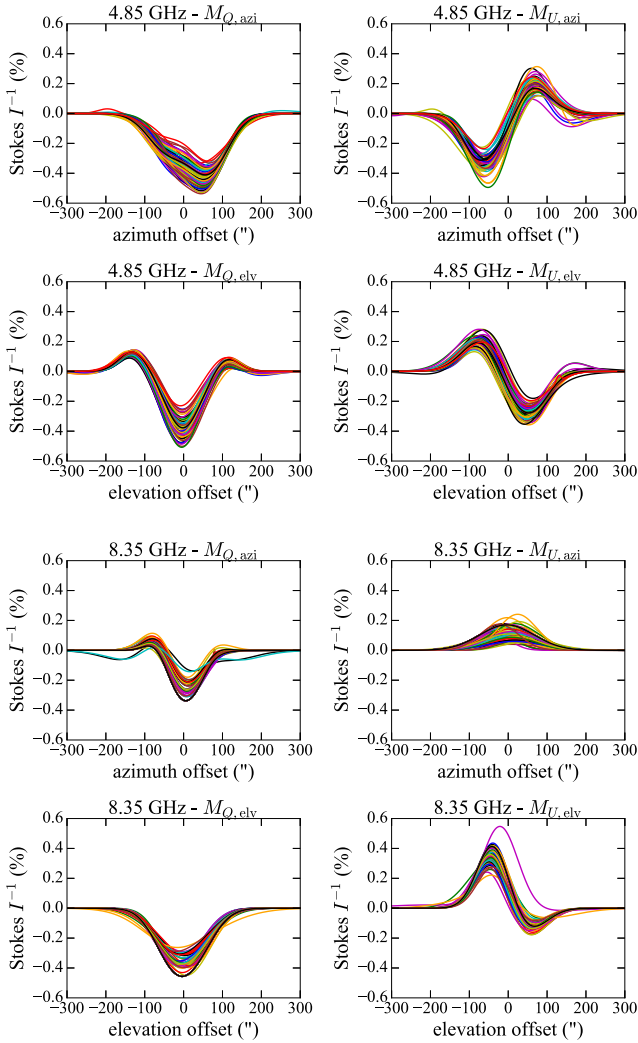 4.85 GHz - M_Q,azi 4.85 GHz - M_U,azi
Stokes I^−1 (%) Stokes I^−1 (%)
0.6 0.6
0.4 0.4
0.2 0.2
0.0 0.0
−0.2 −0.2
−0.4 −0.4
−0.6 −0.6
−300 −200 −100 0 100 200 300 −300 −200 −100 0 100 200 300
azimuth offset (") azimuth offset (")
4.85 GHz - M_Q,elv 4.85 GHz - M_U,elv
Stokes I^−1 (%) Stokes I^−1 (%)
0.6 0.6
0.4 0.4
0.2 0.2
0.0 0.0
−0.2 −0.2
−0.4 −0.4
−0.6 −0.6
−300 −200 −100 0 100 200 300 −300 −200 −100 0 100 200 300
elevation offset (") elevation offset (")
8.35 GHz - M_Q,azi 8.35 GHz - M_U,azi
Stokes I^−1 (%) Stokes I^−1 (%)
0.6 0.6
0.4 0.4
0.2 0.2
0.0 0.0
−0.2 −0.2
−0.4 −0.4
−0.6 −0.6
−300 −200 −100 0 100 200 300 −300 −200 −100 0 100 200 300
azimuth offset (") azimuth offset (")
8.35 GHz - M_Q,elv 8.35 GHz - M_U,elv
Stokes I^−1 (%) Stokes I^−1 (%)
0.6 0.6
0.4 0.4
0.2 0.2
0.0 0.0
−0.2 −0.2
−0.4 −0.4
−0.6 −0.6
−300 −200 −100 0 100 200 300 −300 −200 −100 0 100 200 300
elevation offset (") elevation offset (")